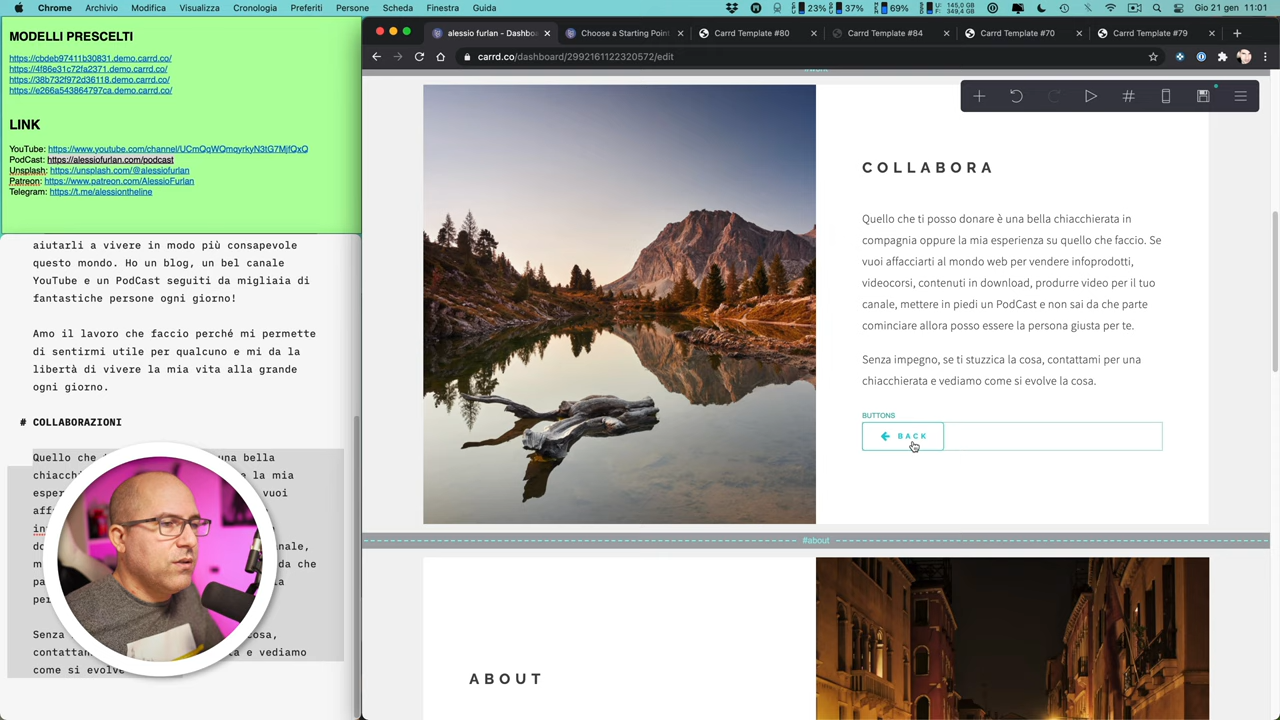 Chrome Archivio Modifica Visualizza Cronologia Preferiti Persone Scheda Finestra Guida
23% 37% 69% U: 145,0 GB F: 349,4 GB Gio 21 gen 11:01
MODELLI PRESCELTI
https://cbdeb97411b30831.demo.carrd.co/
https://4f86e31c72fa2371.demo.carrd.co/
https://38b732f972d36118.demo.carrd.co/
https://e266a543864797ca.demo.carrd.co/
LINK
YouTube: https://www.youtube.com/channel/UCmQqWQmqyrkyN3tG7MjfQxQ
PodCast: https://alessiofurlan.com/podcast
Unsplash: https://unsplash.com/@alessiofurlan
Patreon: https://www.patreon.com/AlessioFurlan
Telegram: https://t.me/alessiontheline
aiutarli a vivere in modo più consapevole
questo mondo. Ho un blog, un bel canale
YouTube e un PodCast seguiti da migliaia di
fantastiche persone ogni giorno!
Amo il lavoro che faccio perché mi permette
di sentirmi utile per qualcuno e mi da la
libertà di vivere la mia vita alla grande
ogni giorno.
# COLLABORAZIONI
Quello che una bella
la mia
vuoi
da che
Senza cosa,
e vediamo
come si
alessio furlan - Dashbo Choose a Starting Point Carrd Template #80 Carrd Template #84 Carrd Template #70 Carrd Template #79
carrd.co/dashboard/2992161122320572/edit
#work
COLLABORA
Quello che ti posso donare è una bella chiacchierata in
compagnia oppure la mia esperienza su quello che faccio. Se
vuoi affacciarti al mondo web per vendere infoprodotti,
videocorsi, contenuti in download, produrre video per il tuo
canale, mettere in piedi un PodCast e non sai da che parte
cominciare allora posso essere la persona giusta per te.
Senza impegno, se ti stuzzica la cosa, contattami per una
chiacchierata e vediamo come si evolve la cosa.
BUTTONS
BACK
#about
ABOUT